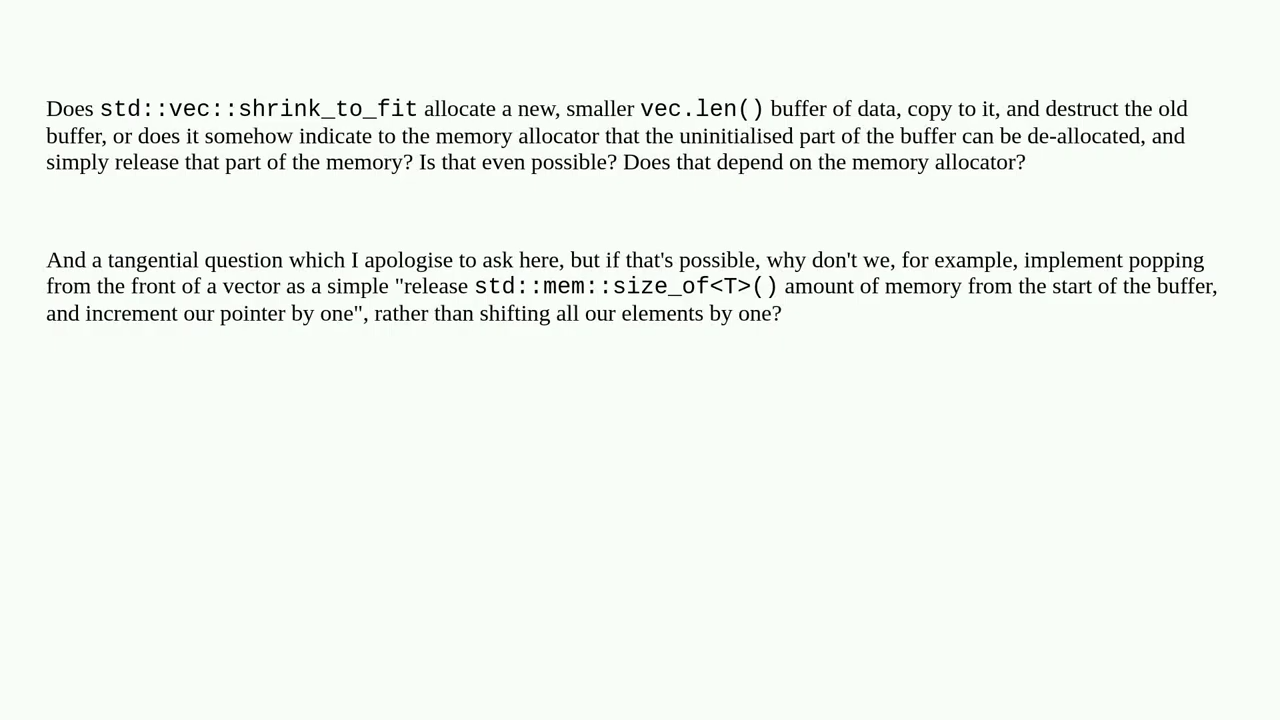 Does std::vec::shrink_to_fit allocate a new, smaller vec.len() buffer of data, copy to it, and destruct the old
buffer, or does it somehow indicate to the memory allocator that the uninitialised part of the buffer can be de-allocated, and
simply release that part of the memory? Is that even possible? Does that depend on the memory allocator?
And a tangential question which I apologise to ask here, but if that's possible, why don't we, for example, implement popping
from the front of a vector as a simple "release std::mem::size_of<T>() amount of memory from the start of the buffer,
and increment our pointer by one", rather than shifting all our elements by one?